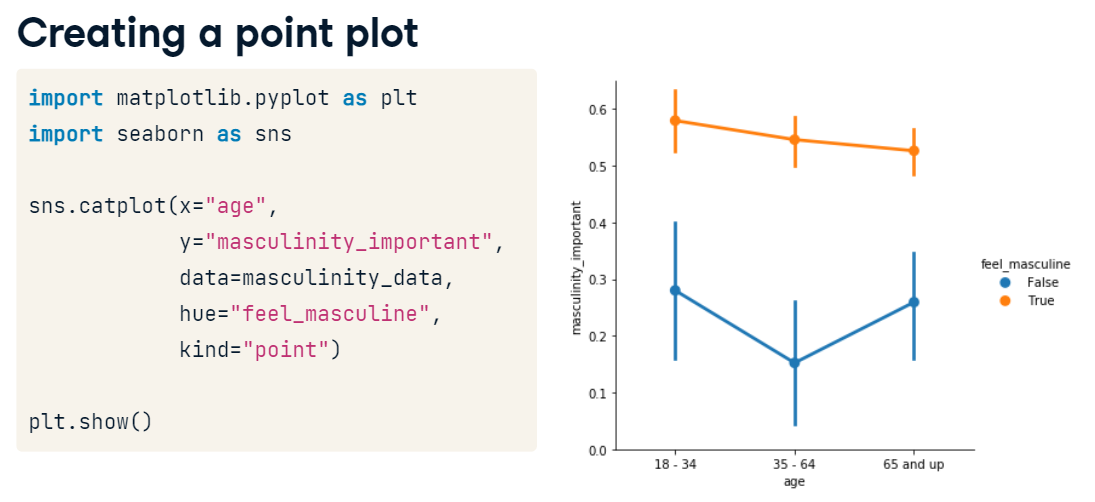 Creating a point plot
import matplotlib.pyplot as plt
import seaborn as sns
sns.catplot(x="age",
            y="masculinity_important",
            data=masculinity_data,
            hue="feel_masculine",
            kind="point")
plt.show()
0.6
0.5
0.4
0.3
0.2
0.1
0.0
masculinity_important
18 - 34
35 - 64
65 and up
age
feel_masculine
False
True